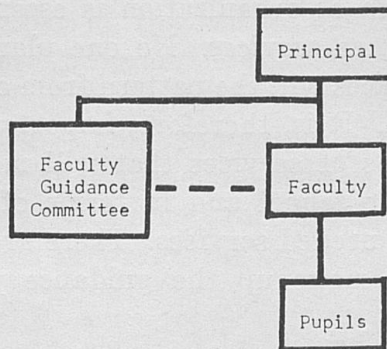 Principal
Faculty
Guidance
Committee
Faculty
Pupils